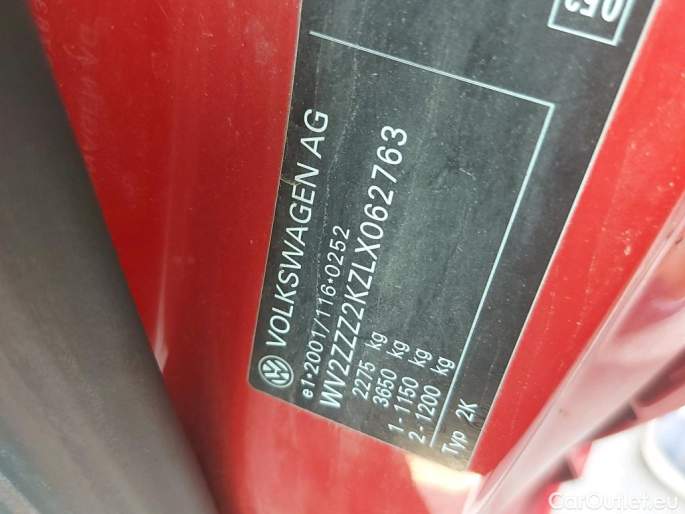 VOLKSWAGEN AG
e1*2001/116*0252
WV2ZZZ2KZLX062763
2275 kg
3650 kg
1-1150 kg
2-1200 kg
Typ 2K
CarOutlet.eu